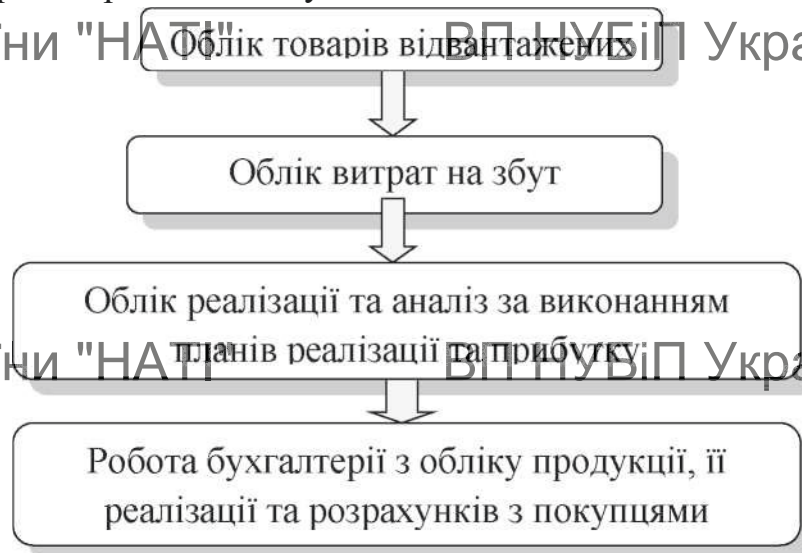 ни "НАТІ" ВП НУБіП Укра
Облік товарів відвантажених
Облік витрат на збут
Облік реалізації та аналіз за виконанням
планів реалізації та прибутку
ни "НАТІ" ВП НУБіП Укра
Робота бухгалтерії з обліку продукції, її
реалізації та розрахунків з покупцями